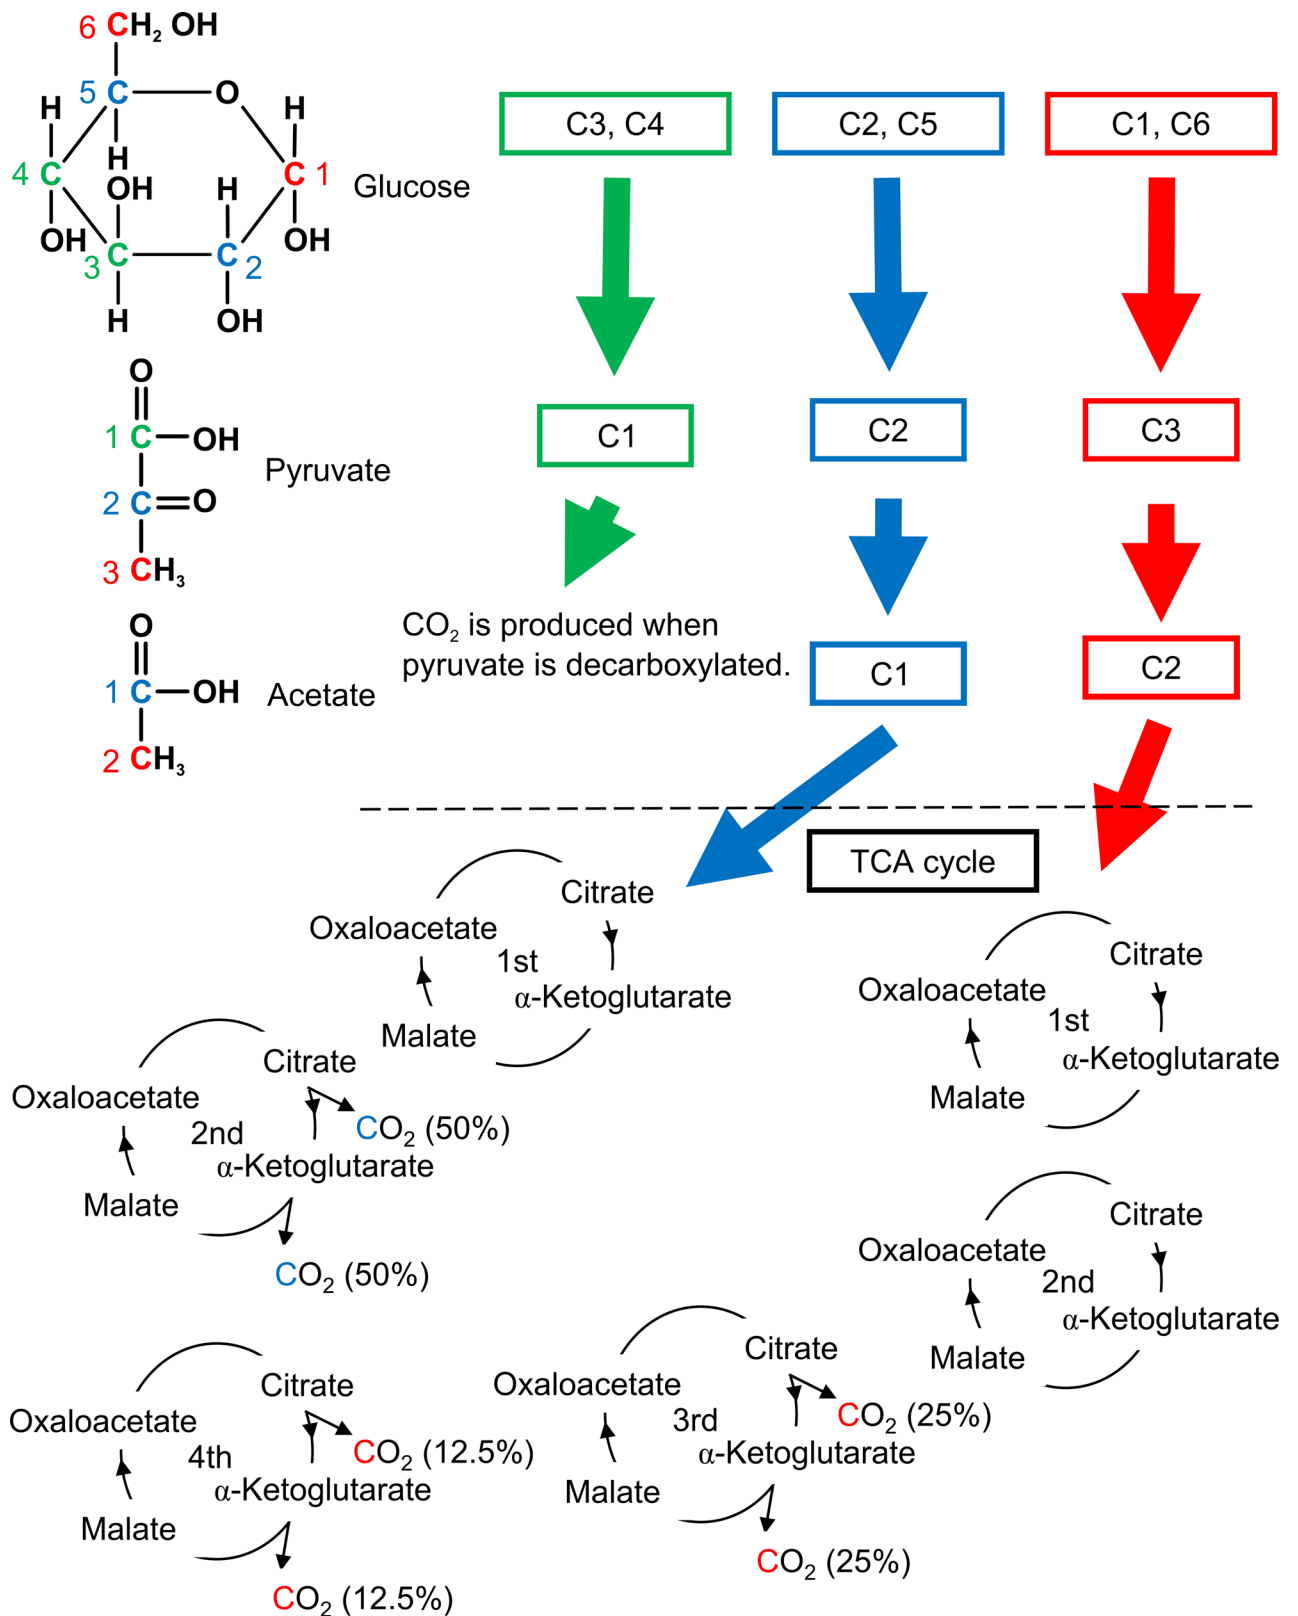 6 CH₂ OH
5 C O
H H
4 C H C 1
OH H
Glucose
OH 3 C C 2 OH
H OH
C3, C4
C2, C5
C1, C6
O
1 C OH
Pyruvate
2 C O
3 CH₃
C1
C2
C3
CO₂ is produced when
pyruvate is decarboxylated.
O
1 C OH
Acetate
2 CH₃
C1
C2
TCA cycle
Citrate
Oxaloacetate
1st
α-Ketoglutarate
Malate
Citrate
Oxaloacetate
1st
α-Ketoglutarate
Malate
Citrate
Oxaloacetate
CO₂ (50%)
2nd
α-Ketoglutarate
Malate
CO₂ (50%)
Citrate
Oxaloacetate
2nd
α-Ketoglutarate
Malate
Citrate
Oxaloacetate
CO₂ (25%)
3rd
α-Ketoglutarate
Malate
CO₂ (25%)
Citrate
Oxaloacetate
CO₂ (12.5%)
4th
α-Ketoglutarate
Malate
CO₂ (12.5%)